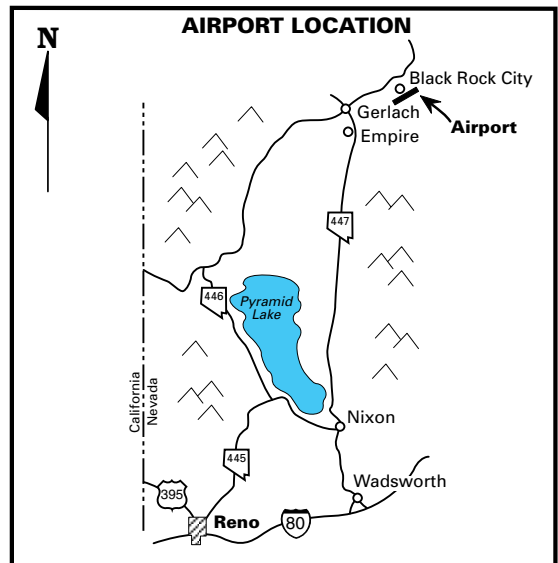 AIRPORT LOCATION
N
Black Rock City
Gerlach
Airport
Empire
447
446
Pyramid
Lake
California
Nevada
Nixon
445
Wadsworth
395
Reno
80